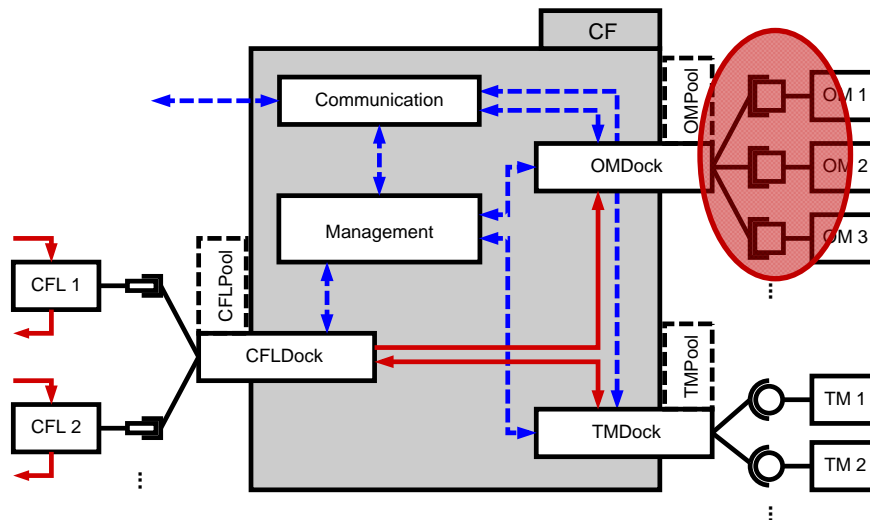 CF
Communication
OMPool
OM 1
OMDock
OM 2
Management
OM 3
...
CFLPool
CFL 1
CFLDock
TMPool
CFL 2
TM 1
TMDock
TM 2
...
...